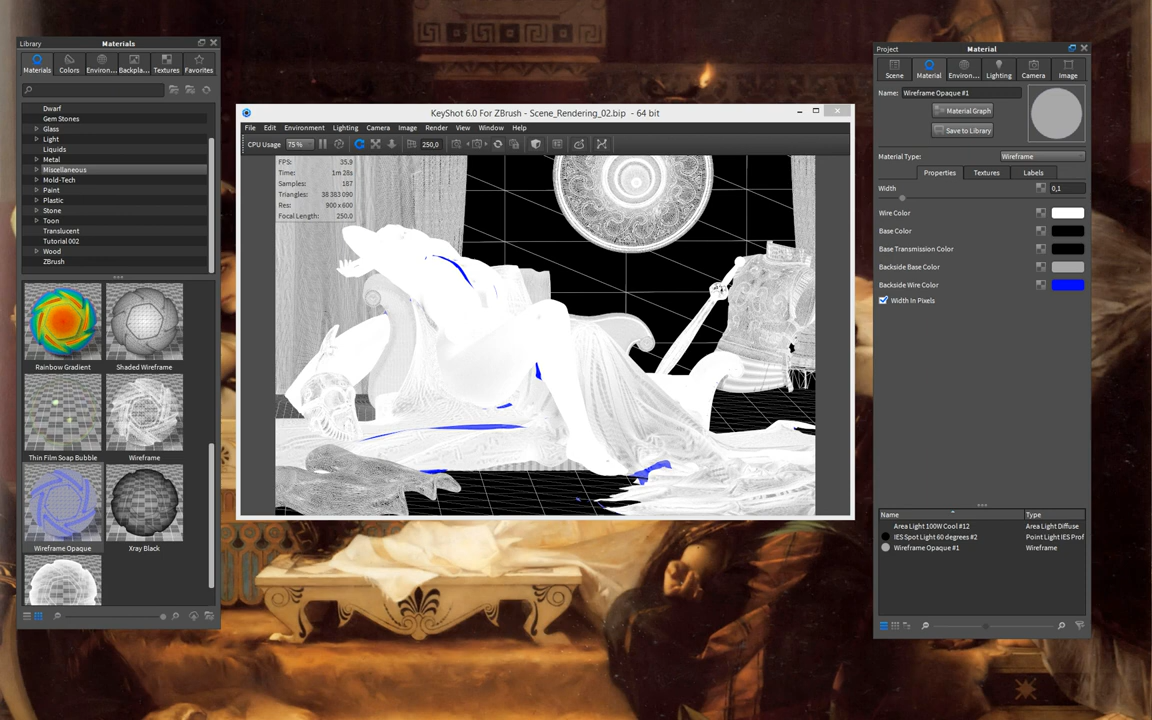 Library
Materials
Materials
Colors
Environ...
Backpla...
Textures
Favorites
Dwarf
Gem Stones
Glass
Light
Liquids
Metal
Miscellaneous
Mold-Tech
Paint
Plastic
Stone
Toon
Translucent
Tutorial 002
Wood
ZBrush
Rainbow Gradient
Shaded Wireframe
Thin Film Soap Bubble
Wireframe
Wireframe Opaque
Xray Black
KeyShot 6.0 For ZBrush - Scene_Rendering_02.bip - 64 bit
File Edit Environment Lighting Camera Image Render View Window Help
CPU Usage 75 % 250,0
FPS: 35.9
Time: 1m 28s
Samples: 187
Triangles: 38 383 090
Res: 900 x 600
Focal Length: 250.0
Project
Material
Scene
Material
Environ...
Lighting
Camera
Image
Name: Wireframe Opaque #1
Material Graph
Save to Library
Material Type: Wireframe
Properties Textures Labels
Width 0,1
Wire Color
Base Color
Base Transmission Color
Backside Base Color
Backside Wire Color
Width In Pixels
Name Type
Area Light 100W Cool #12 Area Light Diffuse
IES Spot Light 60 degrees #2 Point Light IES Prof
Wireframe Opaque #1 Wireframe